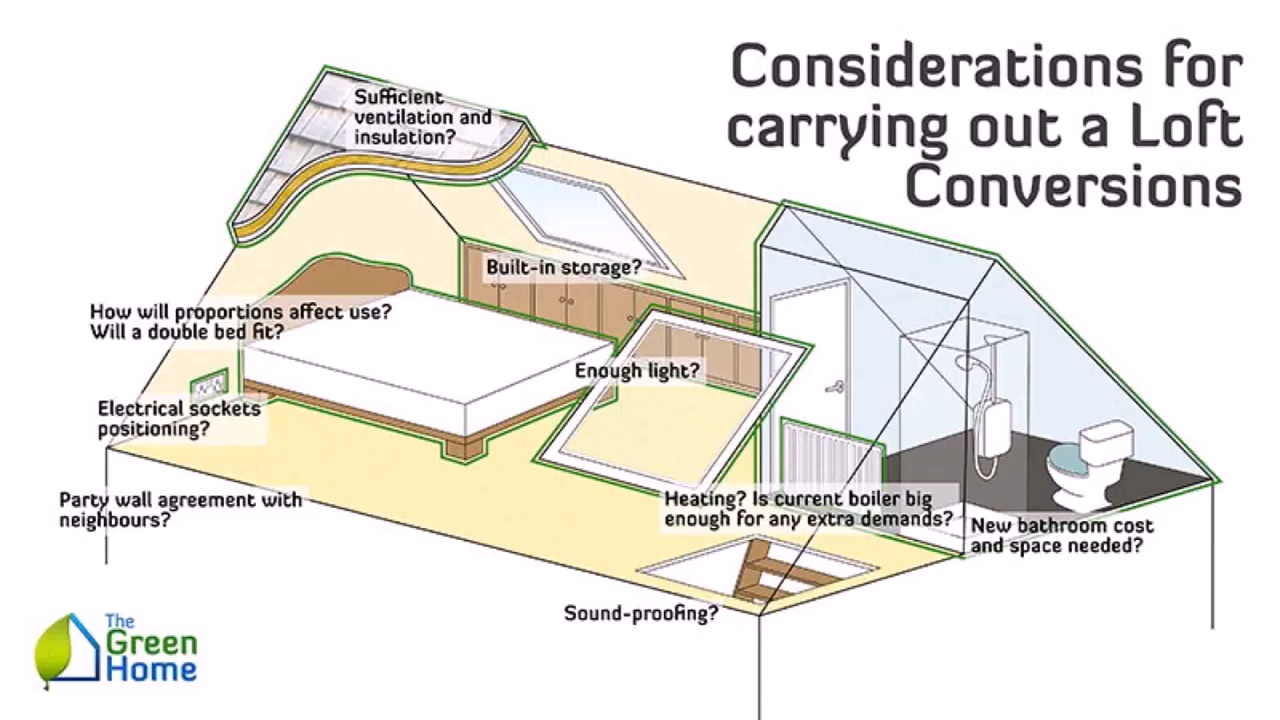 Considerations for
carrying out a Loft
Conversions
Sufficient
ventilation and
insulation?
Built-in storage?
How will proportions affect use?
Will a double bed fit?
Enough light?
Electrical sockets
positioning?
Party wall agreement with
neighbours?
Heating? Is current boiler big
enough for any extra demands?
New bathroom cost
and space needed?
Sound-proofing?
The
Green
Home